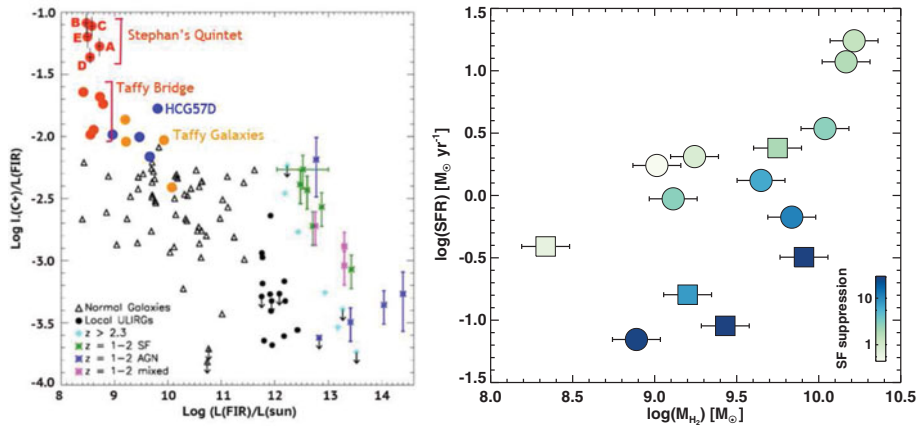 -1.0
-1.5
-2.0
-2.5
-3.0
-3.5
-4.0
Log L(C+)/L(FIR)
B
C
E
A
D
Stephan's Quintet
Taffy Bridge
HCG57D
Taffy Galaxies
Normal Galaxies
Local ULIRGs
z > 2.3
z = 1-2 SF
z = 1-2 AGN
z = 1-2 mixed
8 9 10 11 12 13 14
Log (L(FIR)/L(sun)
1.5
1.0
0.5
0.0
-0.5
-1.0
-1.5
log(SFR) [M⊙ yr⁻¹]
SF suppression
10
1
8.0 8.5 9.0 9.5 10.0 10.5
log(M_H₂) [M⊙]